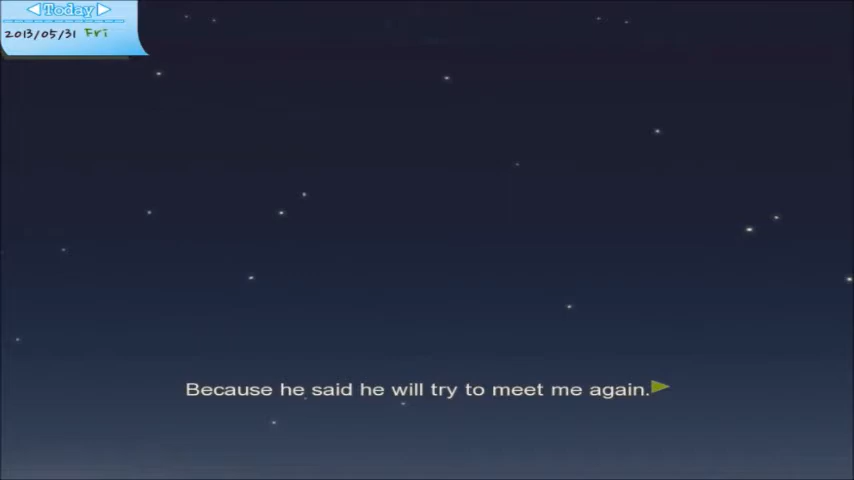 Today
2013/05/31 Fri
Because he said he will try to meet me again.